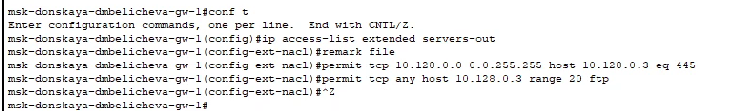 msk-donskaya-dmbelicheva-gw-1#conf t
Enter configuration commands, one per line.  End with CNTL/Z.
msk-donskaya-dmbelicheva-gw-1(config)#ip access-list extended servers-out
msk-donskaya-dmbelicheva-gw-1(config-ext-nacl)#remark file
msk-donskaya-dmbelicheva-gw-1(config-ext-nacl)#permit tcp 10.120.0.0 0.0.255.255 host 10.120.0.3 eq 445
msk-donskaya-dmbelicheva-gw-1(config-ext-nacl)#permit tcp any host 10.128.0.3 range 20 ftp
msk-donskaya-dmbelicheva-gw-1(config-ext-nacl)#^Z
msk-donskaya-dmbelicheva-gw-1#